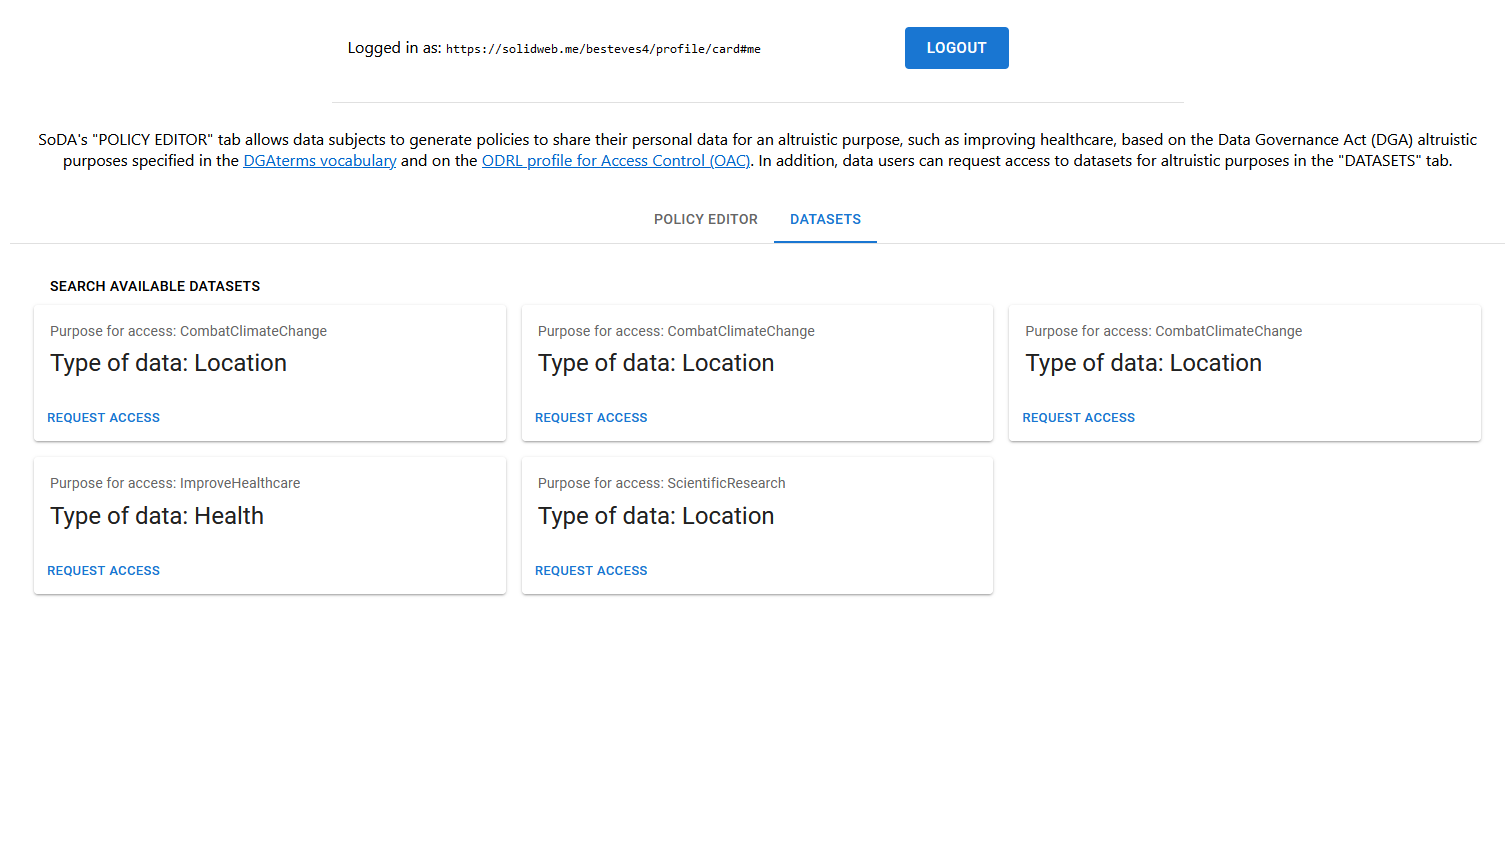 Logged in as: https://solidweb.me/besteves4/profile/card#me
LOGOUT
SoDA's "POLICY EDITOR" tab allows data subjects to generate policies to share their personal data for an altruistic purpose, such as improving healthcare, based on the Data Governance Act (DGA) altruistic
purposes specified in the DGAterms vocabulary and on the ODRL profile for Access Control (OAC). In addition, data users can request access to datasets for altruistic purposes in the "DATASETS" tab.
POLICY EDITOR
DATASETS
SEARCH AVAILABLE DATASETS
Purpose for access: CombatClimateChange
Type of data: Location
REQUEST ACCESS
Purpose for access: CombatClimateChange
Type of data: Location
REQUEST ACCESS
Purpose for access: CombatClimateChange
Type of data: Location
REQUEST ACCESS
Purpose for access: ImproveHealthcare
Type of data: Health
REQUEST ACCESS
Purpose for access: ScientificResearch
Type of data: Location
REQUEST ACCESS